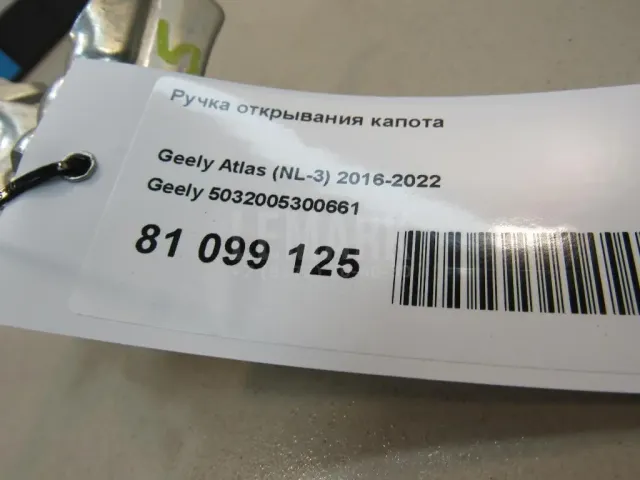 Ручка открывания капота
Geely Atlas (NL-3) 2016-2022
Geely 5032005300661
81 099 125